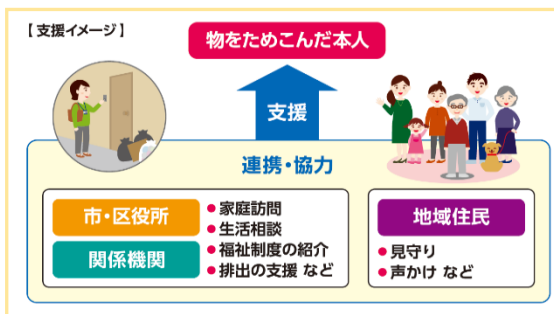 【 支援イメージ 】
物をためこんだ本人
支援
連携・協力
市・区役所
関係機関
● 家庭訪問
● 生活相談
● 福祉制度の紹介
● 排出の支援 など
地域住民
● 見守り
● 声かけ など